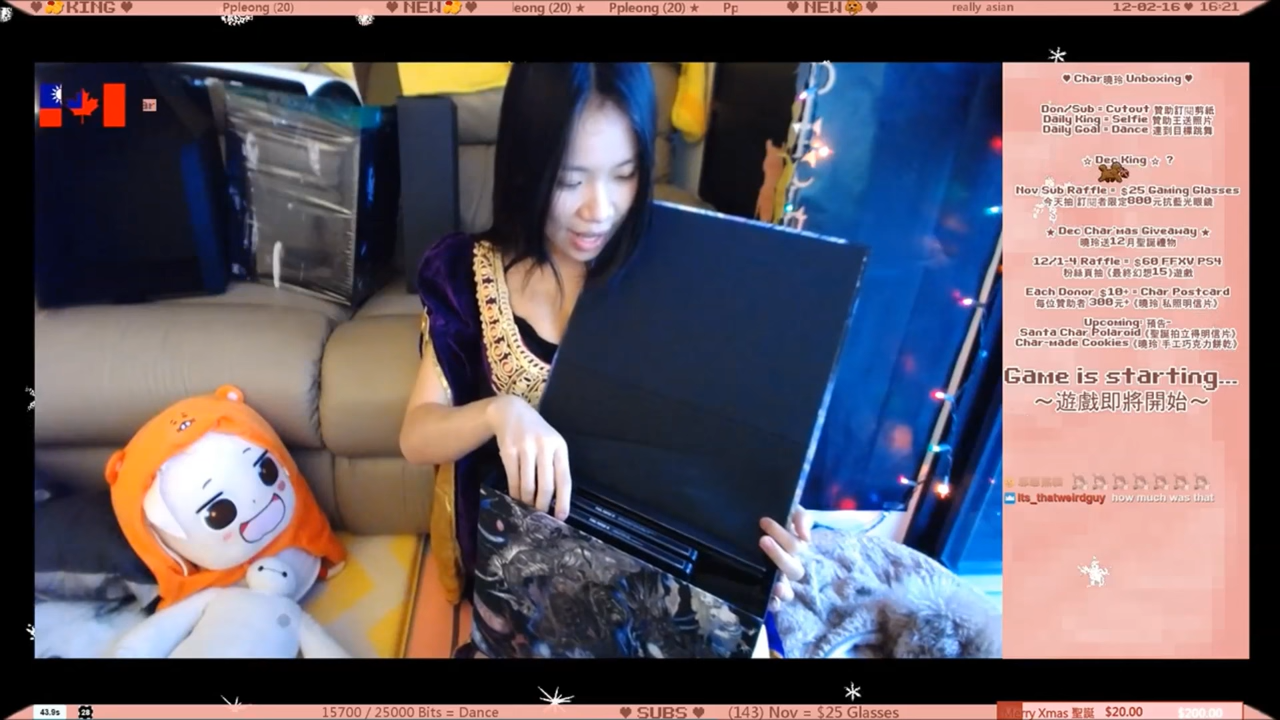 ♥ KING ♥
Ppleong (20)
♥ NEW ♥
eong (20) ★ Ppleong (20) ★ Pp
♥ NEW ♥
really asian
12-02-16 ♥ 16:21
♥ Char曉玲 Unboxing ♥
Don/Sub = Cutout 贊助訂閱剪紙
Daily King = Selfie 贊助王送照片
Daily Goal = Dance 達到目標跳舞
☆ Dec King ☆ ?
Nov Sub Raffle = $25 Gaming Glasses
今天抽 訂閱者限定800元抗藍光眼鏡
★ Dec Char-mas Giveaway ★
曉玲送12月聖誕禮物
12/1-4 Raffle = $60 FFXV PS4
粉絲頁抽《最終幻想15》遊戲
Each Donor $10+ = Char Postcard
每位贊助者 300元+ (曉玲 私照明信片)
Upcoming: 預告-
Santa Char Polaroid (聖誕拍立得明信片)
Char-made Cookies (曉玲 手工巧克力餅乾)
Game is starting...
～遊戲即將開始～
its_thatweirdguy how much was that
43.9s
28
15700 / 25000 Bits = Dance
♥ SUBS ♥
(143) Nov = $25 Glasses
Merry Xmas 聖誕 $20.00
$200.00